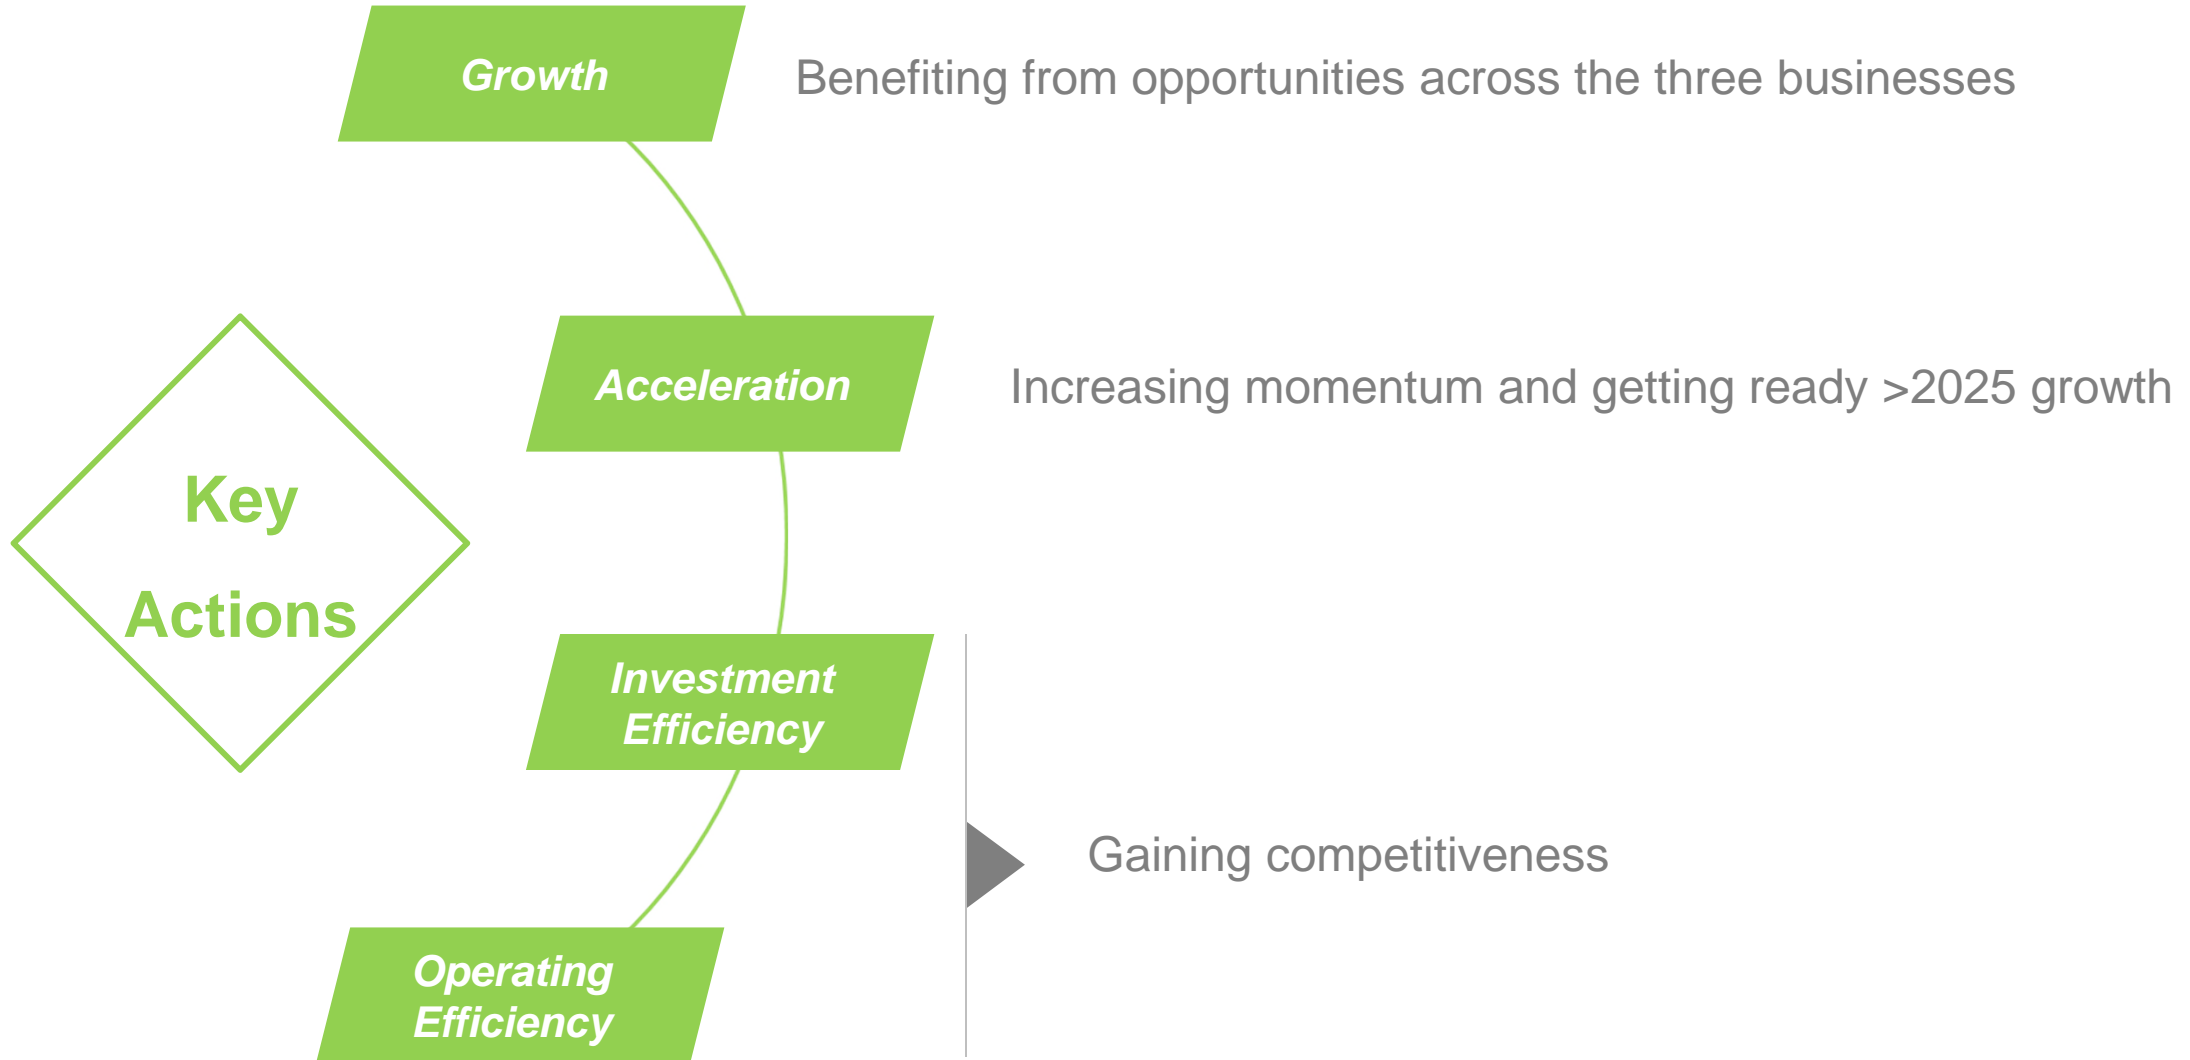 Growth
Benefiting from opportunities across the three businesses
Acceleration
Increasing momentum and getting ready >2025 growth
Key
Actions
Investment
Efficiency
Gaining competitiveness
Operating
Efficiency